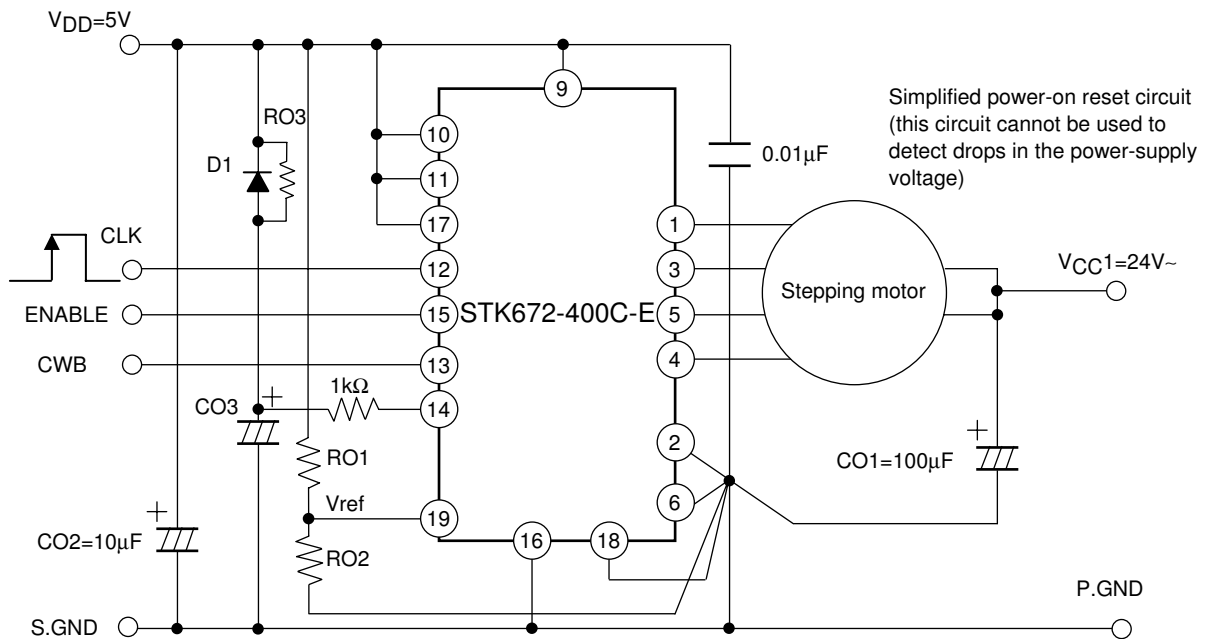 VDD=5V
9
Simplified power-on reset circuit
(this circuit cannot be used to
detect drops in the power-supply
voltage)
RO3
10
D1
0.01μF
11
17
1
CLK
12
3
VCC1=24V~
Stepping motor
ENABLE
15
STK672-400C-E
5
CWB
13
4
1kΩ
CO3
+
14
2
+
RO1
CO1=100μF
6
Vref
19
+
CO2=10μF
16
18
RO2
P.GND
S.GND